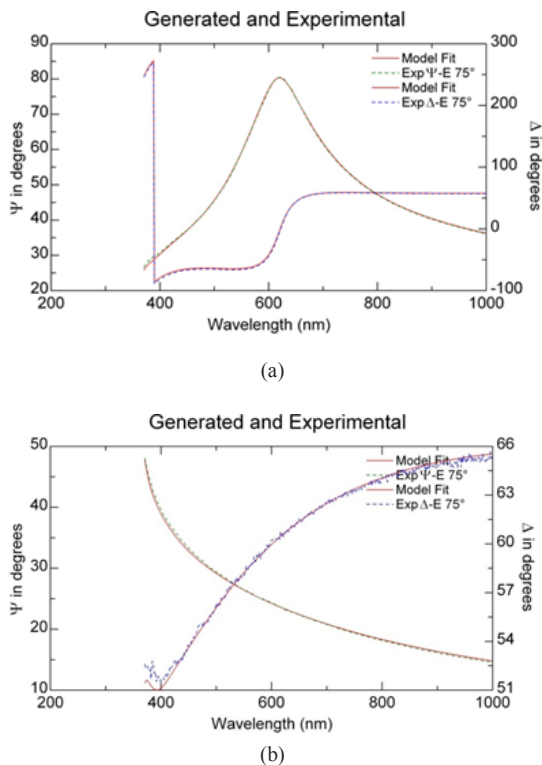 Generated and Experimental
90
80
70
60
50
40
30
20
Ψ in degrees
300
200
100
0
-100
Δ in degrees
Model Fit
Exp Ψ-E 75°
Model Fit
Exp Δ-E 75°
200
400
600
800
1000
Wavelength (nm)
(a)
Generated and Experimental
50
40
30
20
10
Ψ in degrees
66
63
60
57
54
51
Δ in degrees
Model Fit
Exp Ψ-E 75°
Model Fit
Exp Δ-E 75°
200
400
600
800
1000
Wavelength (nm)
(b)